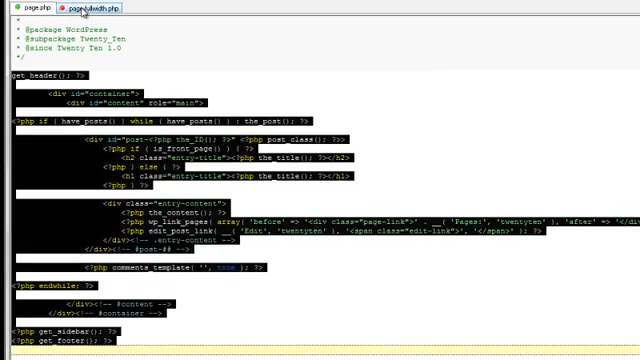 page.php pagefullwidth.php
*
* @package WordPress
* @subpackage Twenty_Ten
* @since Twenty Ten 1.0
*/
get_header(); ?>
<div id="container">
<div id="content" role="main">
<?php if ( have_posts() ) while ( have_posts() ) : the_post(); ?>
<div id="post-<?php the_ID(); ?>" <?php post_class(); ?>>
<?php if ( is_front_page() ) { ?>
<h2 class="entry-title"><?php the_title(); ?></h2>
<?php } else { ?>
<h1 class="entry-title"><?php the_title(); ?></h1>
<?php } ?>
<div class="entry-content">
<?php the_content(); ?>
<?php wp_link_pages( array( 'before' => '<div class="page-link">' . __( 'Pages:', 'twentyten' ), 'after' => '</di
<?php edit_post_link( __( 'Edit', 'twentyten' ), '<span class="edit-link">', '</span>' ); ?>
</div><!-- .entry-content -->
</div><!-- #post-## -->
<?php comments_template( '', true ); ?>
<?php endwhile; ?>
</div><!-- #content -->
</div><!-- #container -->
<?php get_sidebar(); ?>
<?php get_footer(); ?>